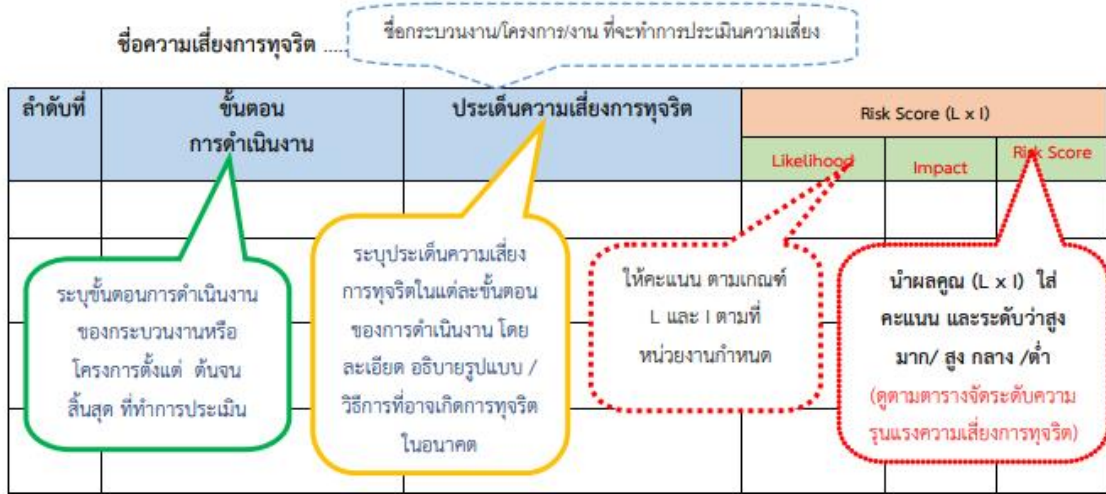 ชื่อความเสี่ยงการทุจริต .....
ชื่อกระบวนงาน/โครงการ/งาน ที่จะทำการประเมินความเสี่ยง
ลำดับที่
ขั้นตอน
การดำเนินงาน
ประเด็นความเสี่ยงการทุจริต
Risk Score (L x I)
Likelihood
Impact
Risk Score
ระบุขั้นตอนการดำเนินงาน
ของกระบวนงานหรือ
โครงการตั้งแต่ ต้นจน
สิ้นสุด ที่ทำการประเมิน
ระบุประเด็นความเสี่ยง
การทุจริตในแต่ละขั้นตอน
ของการดำเนินงาน โดย
ละเอียด อธิบายรูปแบบ /
วิธีการที่อาจเกิดการทุจริต
ในอนาคต
ให้คะแนน ตามเกณฑ์
L และ I ตามที่
หน่วยงานกำหนด
นำผลคูณ (L x I) ใส่
คะแนน และระดับว่าสูง
มาก/ สูง กลาง /ต่ำ
(ดูตามตารางจัดระดับความ
รุนแรงความเสี่ยงการทุจริต)